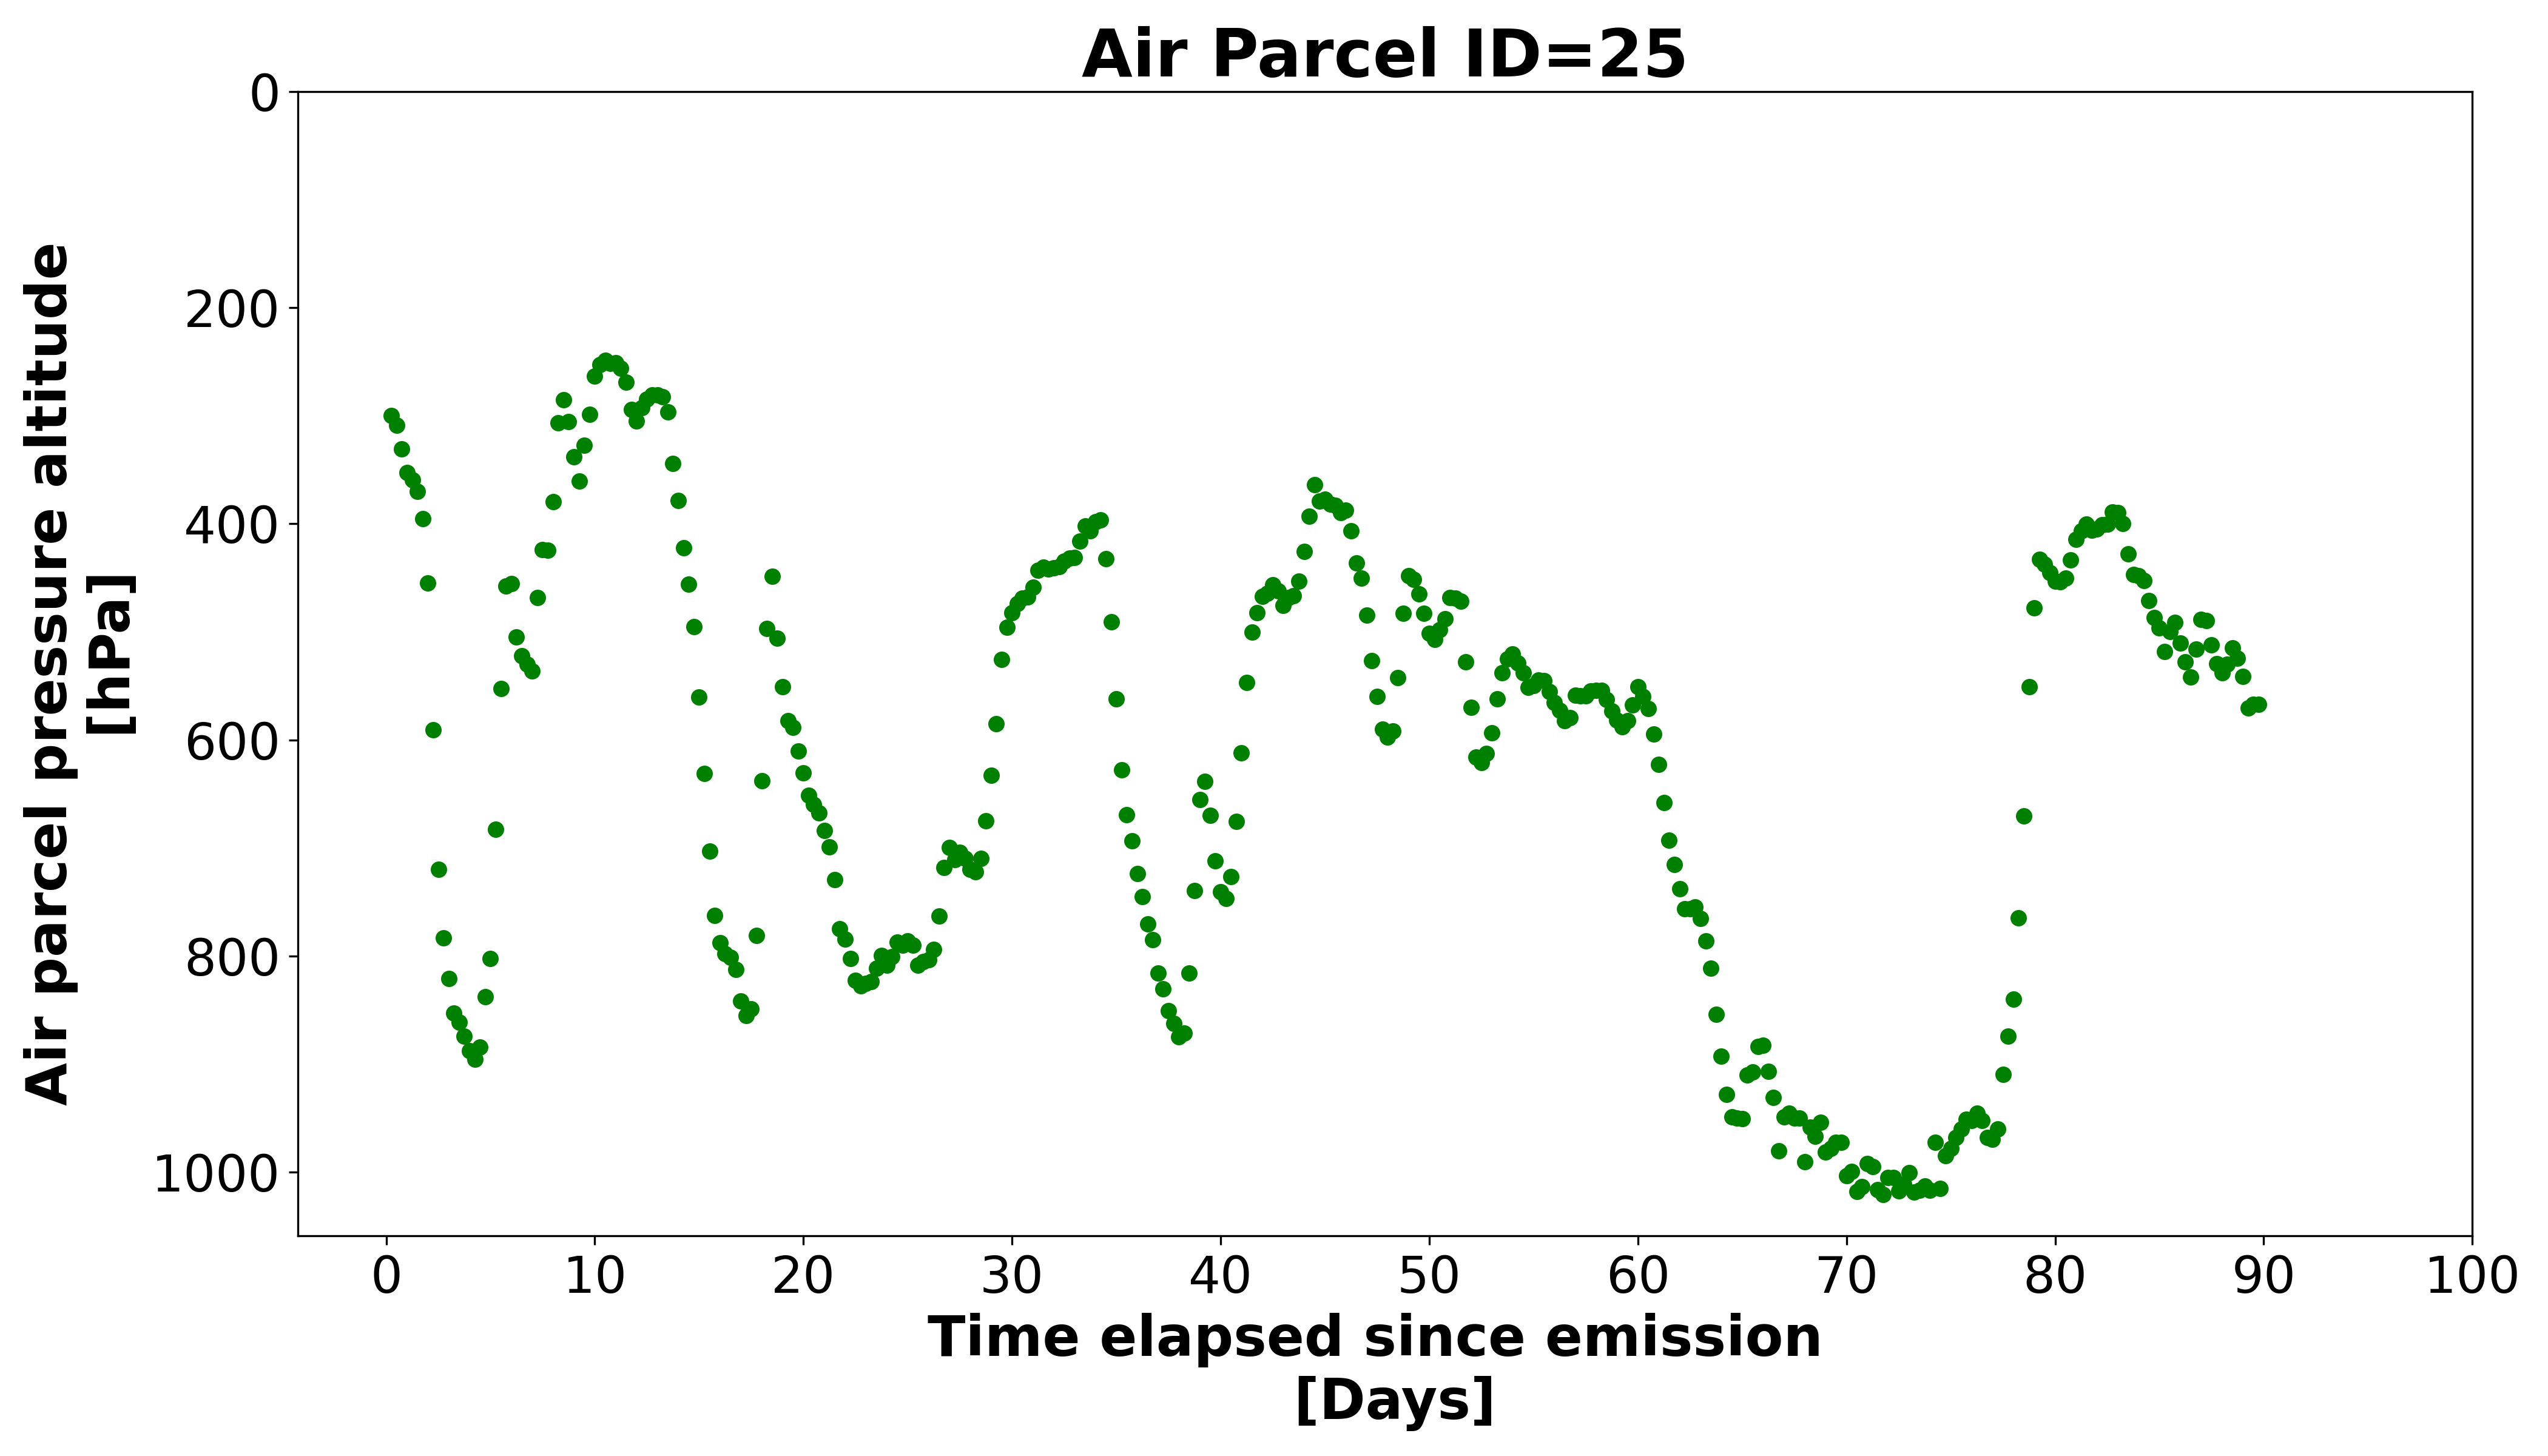 Air Parcel ID=25
Air parcel pressure altitude
[hPa]
0
200
400
600
800
1000
0 10 20 30 40 50 60 70 80 90 100
Time elapsed since emission
[Days]